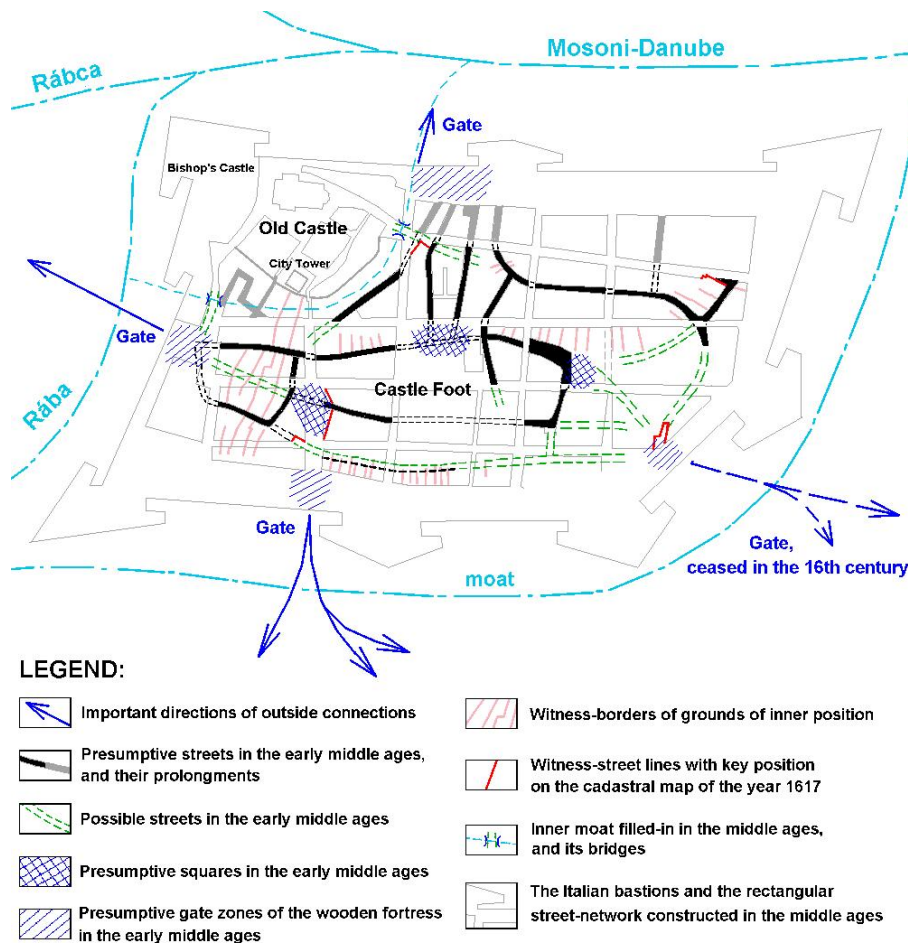 Mosoni-Danube
Rábca
Gate
Bishop's Castle
Old Castle
City Tower
Gate
Castle Foot
Rába
Gate
Gate,
ceased in the 16th century
moat
LEGEND:
Important directions of outside connections
Presumptive streets in the early middle ages,
and their prolongments
Possible streets in the early middle ages
Presumptive squares in the early middle ages
Presumptive gate zones of the wooden fortress
in the early middle ages
Witness-borders of grounds of inner position
Witness-street lines with key position
on the cadastral map of the year 1617
Inner moat filled-in in the middle ages,
and its bridges
The Italian bastions and the rectangular
street-network constructed in the middle ages